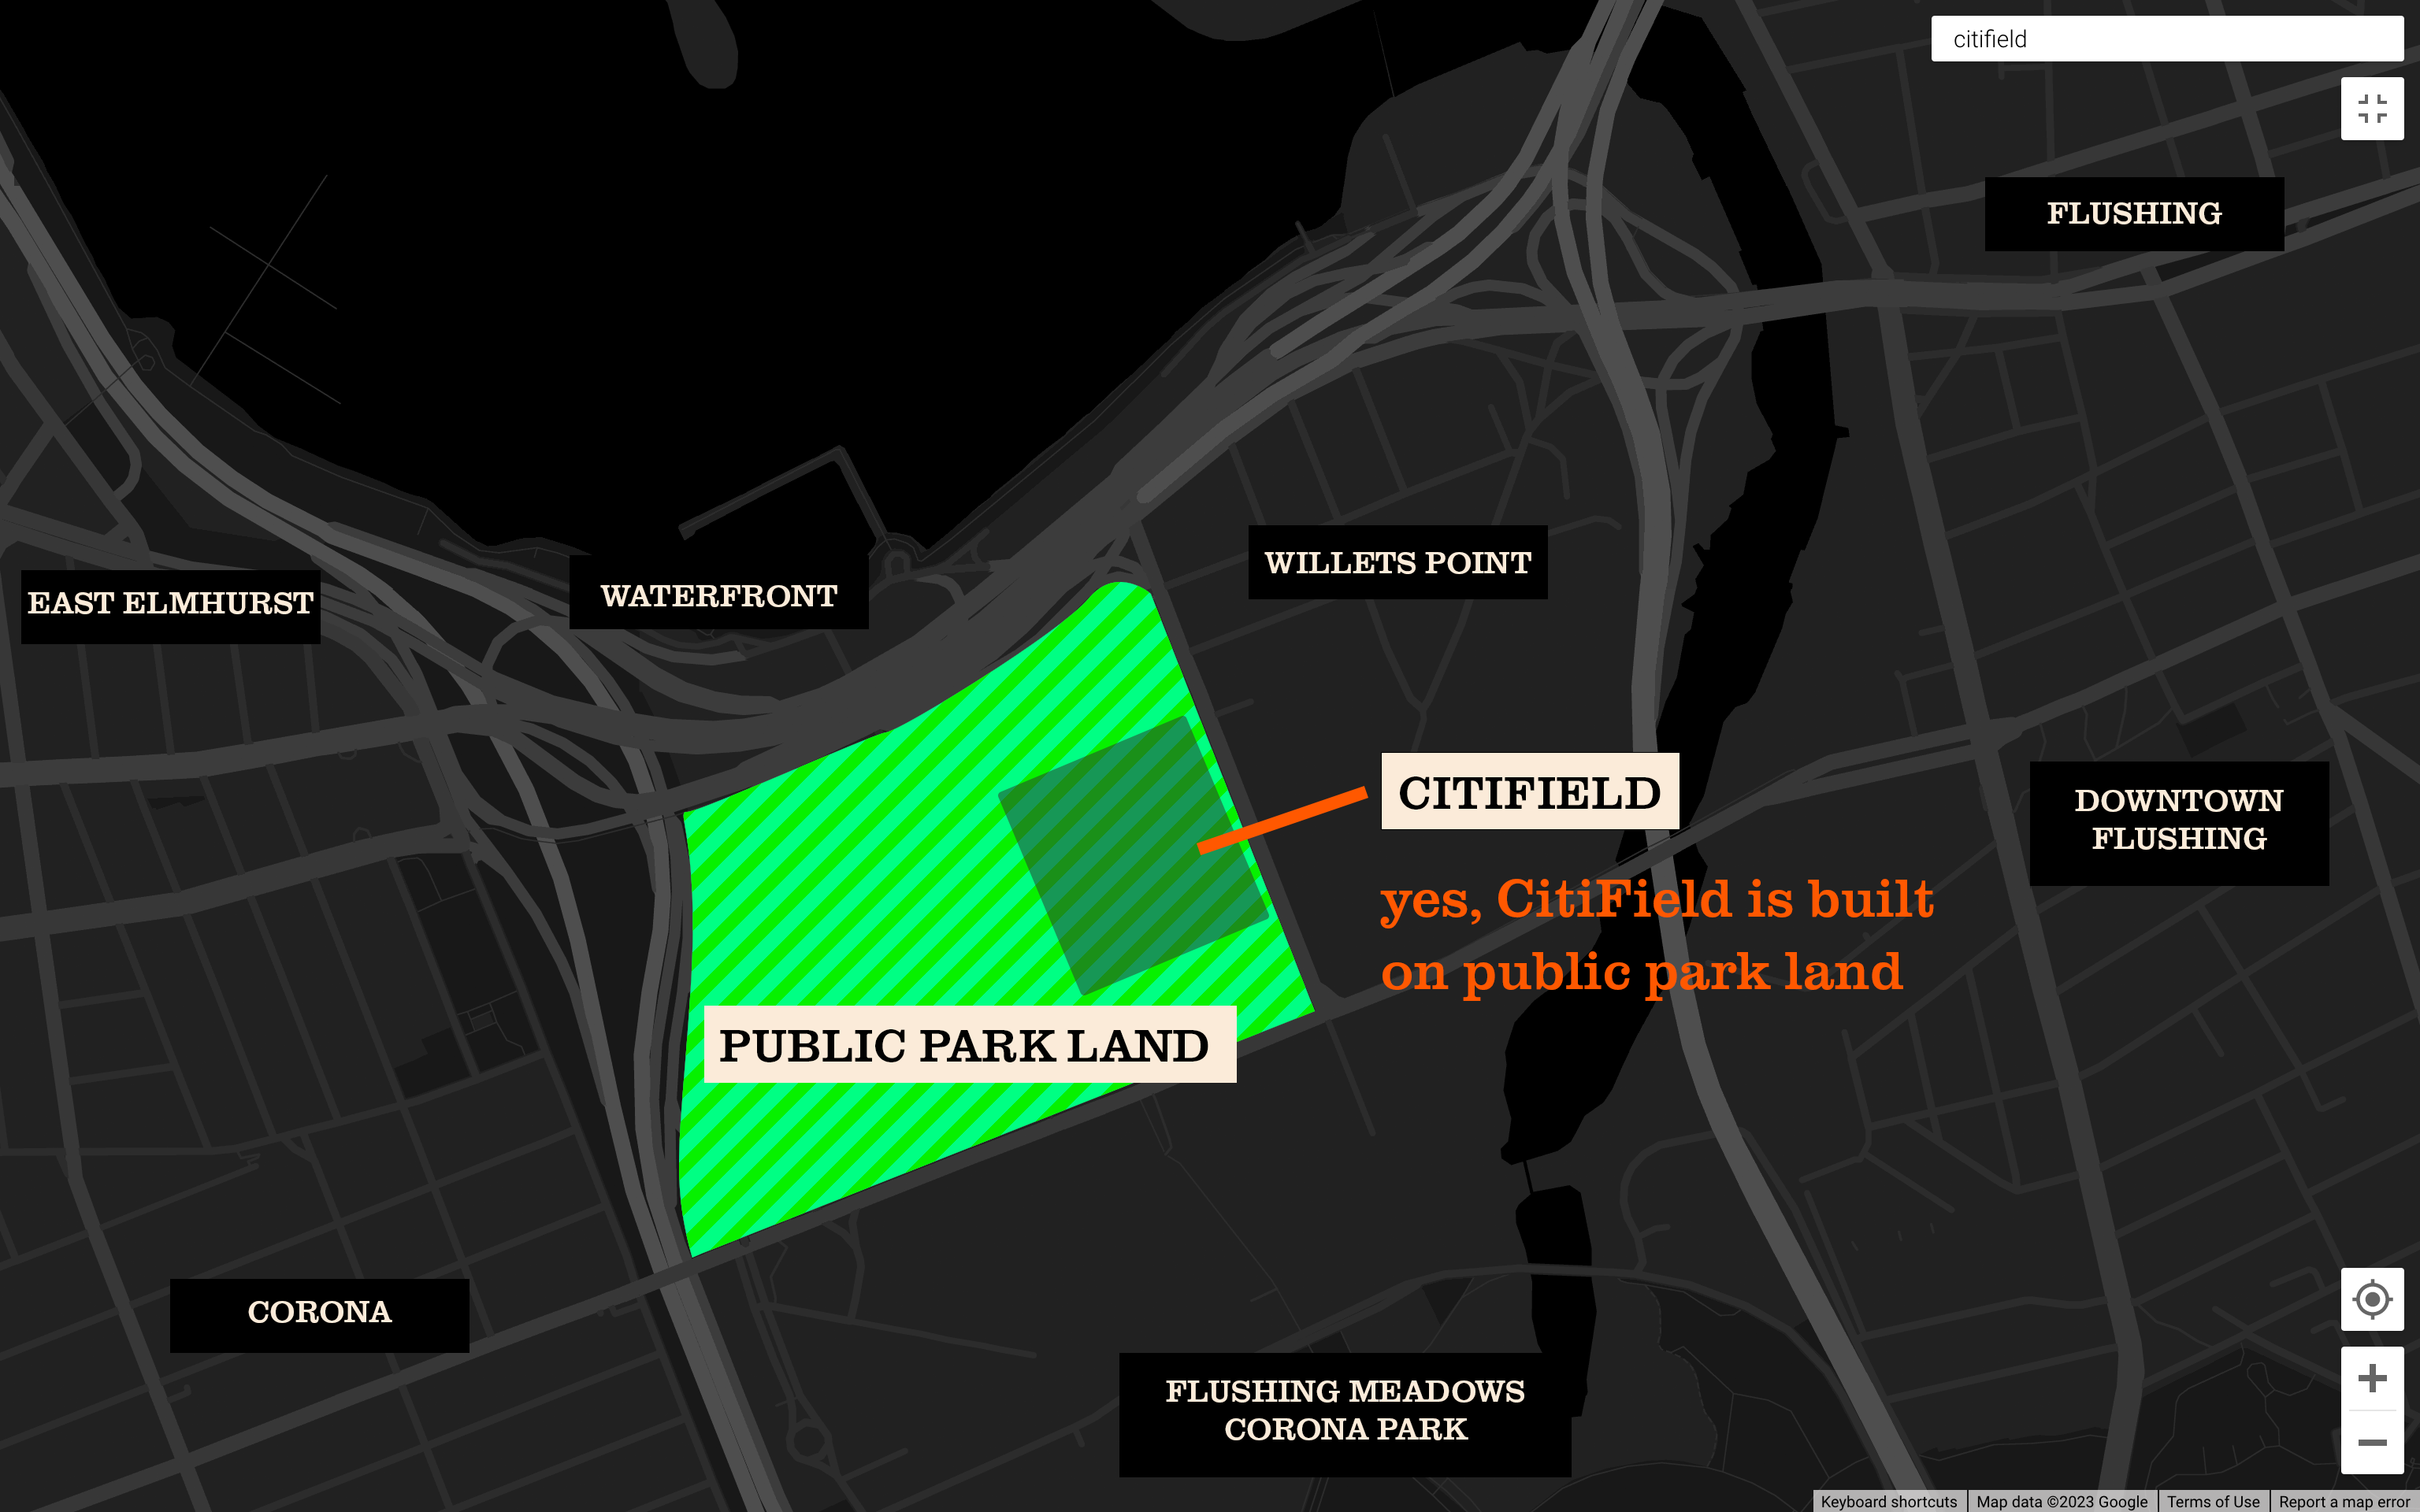 citifield
FLUSHING
WILLETS POINT
WATERFRONT
EAST ELMHURST
CITIFIELD
DOWNTOWN
FLUSHING
yes, CitiField is built
on public park land
PUBLIC PARK LAND
CORONA
FLUSHING MEADOWS
CORONA PARK
Keyboard shortcuts
Map data ©2023 Google
Terms of Use
Report a map error